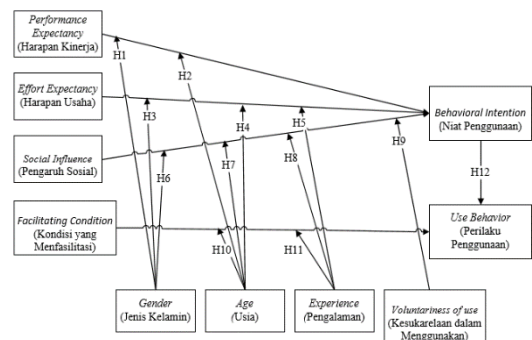 Performance
Expectancy
(Harapan Kinerja)
H1
H2
Effort Expectancy
(Harapan Usaha)
H3
H4
H5
Behavioral Intention
(Niat Penggunaan)
Social Influence
(Pengaruh Sosial)
H6
H7
H8
H9
H12
Facilitating Condition
(Kondisi yang
Menfasilitasi)
H10
H11
Use Behavior
(Perilaku
Penggunaan)
Gender
(Jenis Kelamin)
Age
(Usia)
Experience
(Pengalaman)
Voluntariness of use
(Kesukarelaan dalam
Menggunakan)